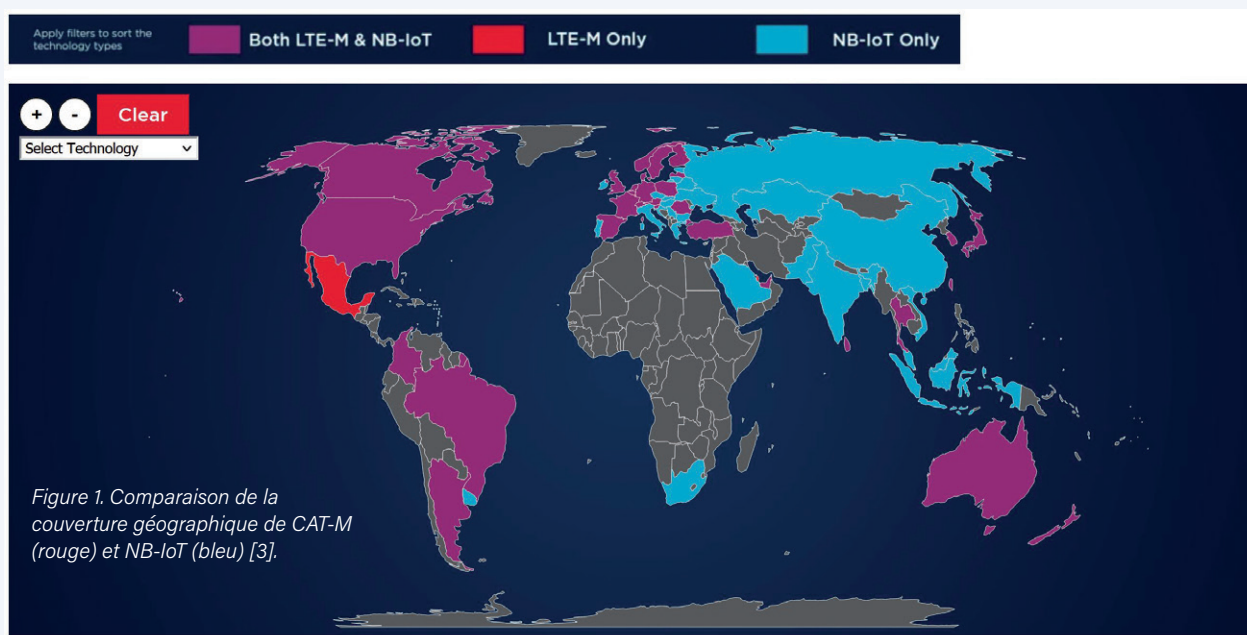 Apply filters to sort the
technology types
Both LTE-M & NB-IoT
LTE-M Only
NB-IoT Only
+
-
Clear
Select Technology
Figure 1. Comparaison de la
couverture géographique de CAT-M
(rouge) et NB-IoT (bleu) [3].